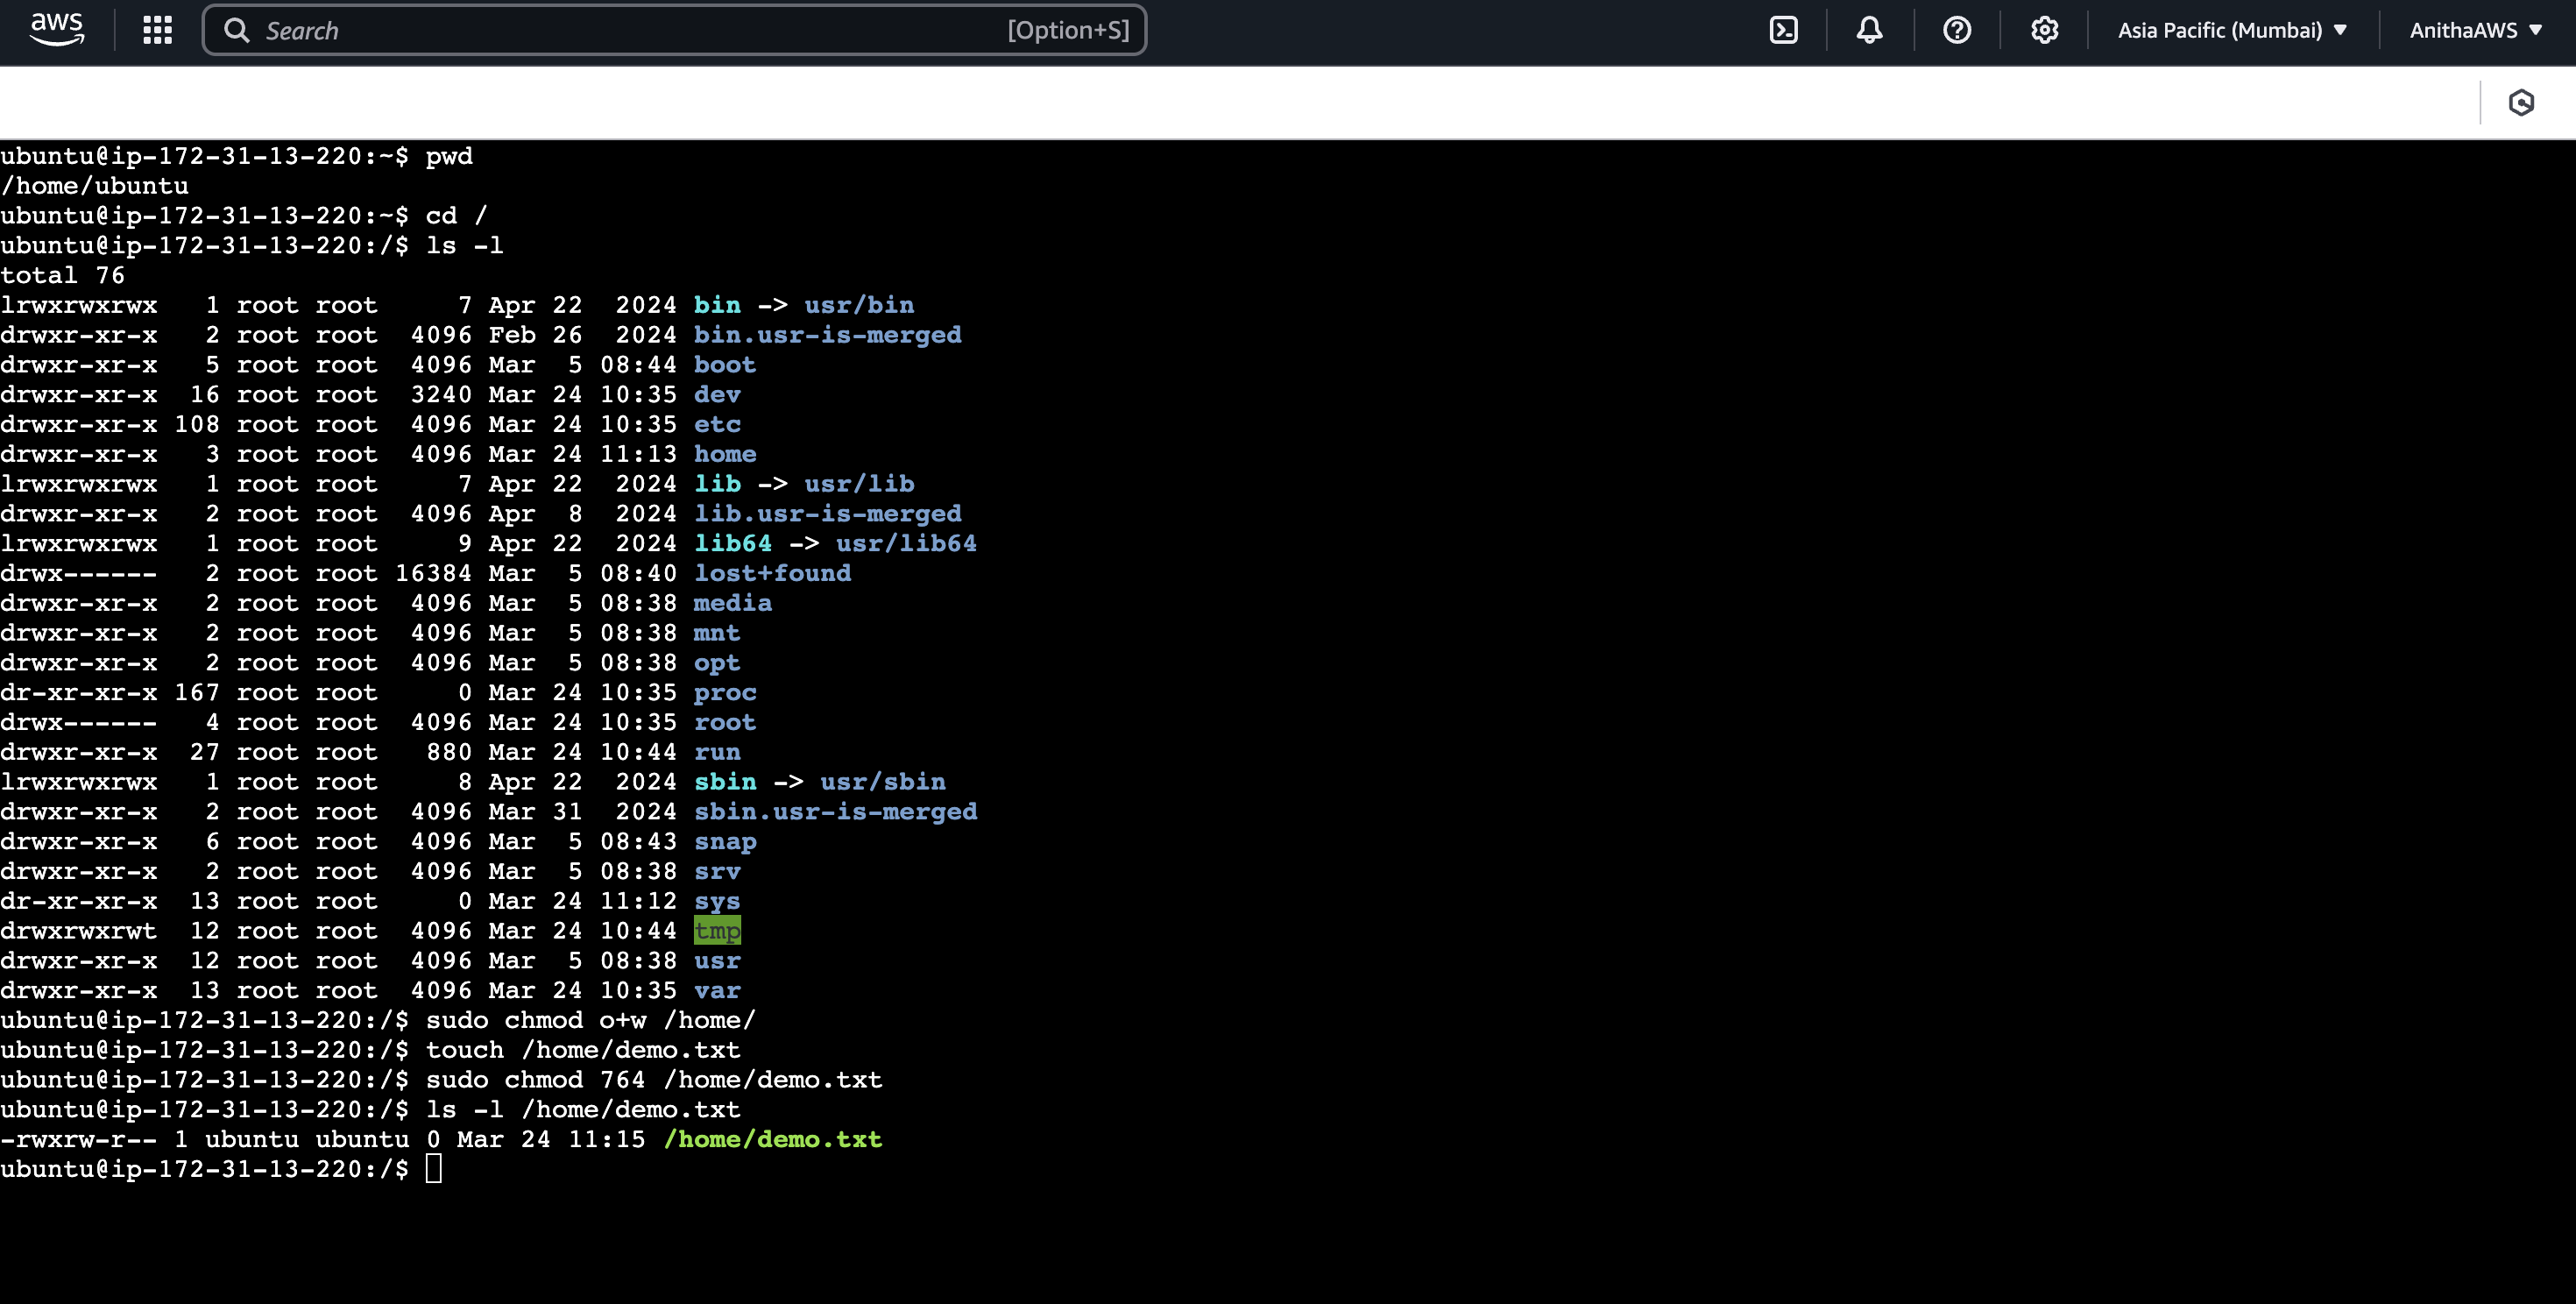 aws Search [Option+S] Asia Pacific (Mumbai) ▼ AnithaAWS ▼
ubuntu@ip-172-31-13-220:~$ pwd
/home/ubuntu
ubuntu@ip-172-31-13-220:~$ cd /
ubuntu@ip-172-31-13-220:/$ ls -l
total 76
lrwxrwxrwx   1 root root     7 Apr 22  2024 bin -> usr/bin
drwxr-xr-x   2 root root  4096 Feb 26  2024 bin.usr-is-merged
drwxr-xr-x   5 root root  4096 Mar  5 08:44 boot
drwxr-xr-x  16 root root  3240 Mar 24 10:35 dev
drwxr-xr-x 108 root root  4096 Mar 24 10:35 etc
drwxr-xr-x   3 root root  4096 Mar 24 11:13 home
lrwxrwxrwx   1 root root     7 Apr 22  2024 lib -> usr/lib
drwxr-xr-x   2 root root  4096 Apr  8  2024 lib.usr-is-merged
lrwxrwxrwx   1 root root     9 Apr 22  2024 lib64 -> usr/lib64
drwx------   2 root root 16384 Mar  5 08:40 lost+found
drwxr-xr-x   2 root root  4096 Mar  5 08:38 media
drwxr-xr-x   2 root root  4096 Mar  5 08:38 mnt
drwxr-xr-x   2 root root  4096 Mar  5 08:38 opt
dr-xr-xr-x 167 root root     0 Mar 24 10:35 proc
drwx------   4 root root  4096 Mar 24 10:35 root
drwxr-xr-x  27 root root   880 Mar 24 10:44 run
lrwxrwxrwx   1 root root     8 Apr 22  2024 sbin -> usr/sbin
drwxr-xr-x   2 root root  4096 Mar 31  2024 sbin.usr-is-merged
drwxr-xr-x   6 root root  4096 Mar  5 08:43 snap
drwxr-xr-x   2 root root  4096 Mar  5 08:38 srv
dr-xr-xr-x  13 root root     0 Mar 24 11:12 sys
drwxrwxrwt  12 root root  4096 Mar 24 10:44 tmp
drwxr-xr-x  12 root root  4096 Mar  5 08:38 usr
drwxr-xr-x  13 root root  4096 Mar 24 10:35 var
ubuntu@ip-172-31-13-220:/$ sudo chmod o+w /home/
ubuntu@ip-172-31-13-220:/$ touch /home/demo.txt
ubuntu@ip-172-31-13-220:/$ sudo chmod 764 /home/demo.txt
ubuntu@ip-172-31-13-220:/$ ls -l /home/demo.txt
-rwxrw-r-- 1 ubuntu ubuntu 0 Mar 24 11:15 /home/demo.txt
ubuntu@ip-172-31-13-220:/$